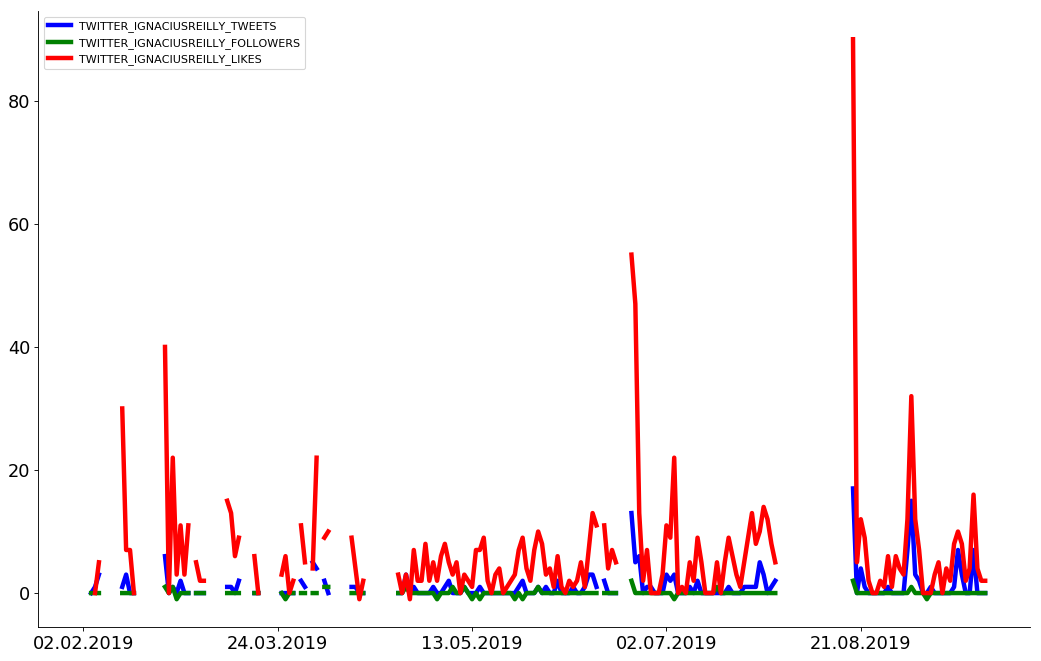 TWITTER_IGNACIUSREILLY_TWEETS
TWITTER_IGNACIUSREILLY_FOLLOWERS
TWITTER_IGNACIUSREILLY_LIKES
80
60
40
20
0
02.02.2019 24.03.2019 13.05.2019 02.07.2019 21.08.2019